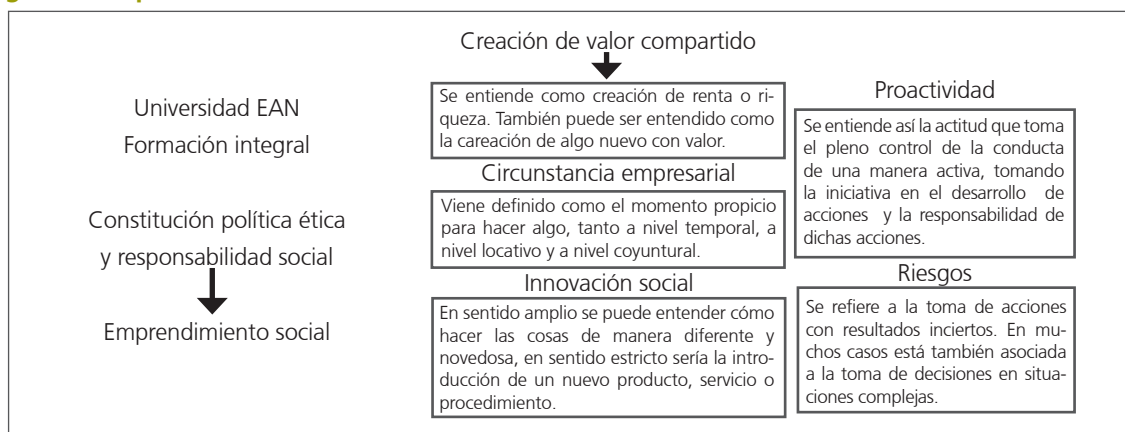 Creación de valor compartido
Universidad EAN
Formación integral
Constitución política ética
y responsabilidad social
Emprendimiento social
Se entiende como creación de renta o ri-
queza. También puede ser entendido como
la careación de algo nuevo con valor.
Circunstancia empresarial
Viene definido como el momento propicio
para hacer algo, tanto a nivel temporal, a
nivel locativo y a nivel coyuntural.
Innovación social
En sentido amplio se puede entender cómo
hacer las cosas de manera diferente y
novedosa, en sentido estricto sería la intro-
ducción de un nuevo producto, servicio o
procedimiento.
Proactividad
Se entiende así la actitud que toma
el pleno control de la conducta
de una manera activa, tomando
la iniciativa en el desarrollo de
acciones y la responsabilidad de
dichas acciones.
Riesgos
Se refiere a la toma de acciones
con resultados inciertos. En mu-
chos casos está también asociada
a la toma de decisiones en situa-
ciones complejas.